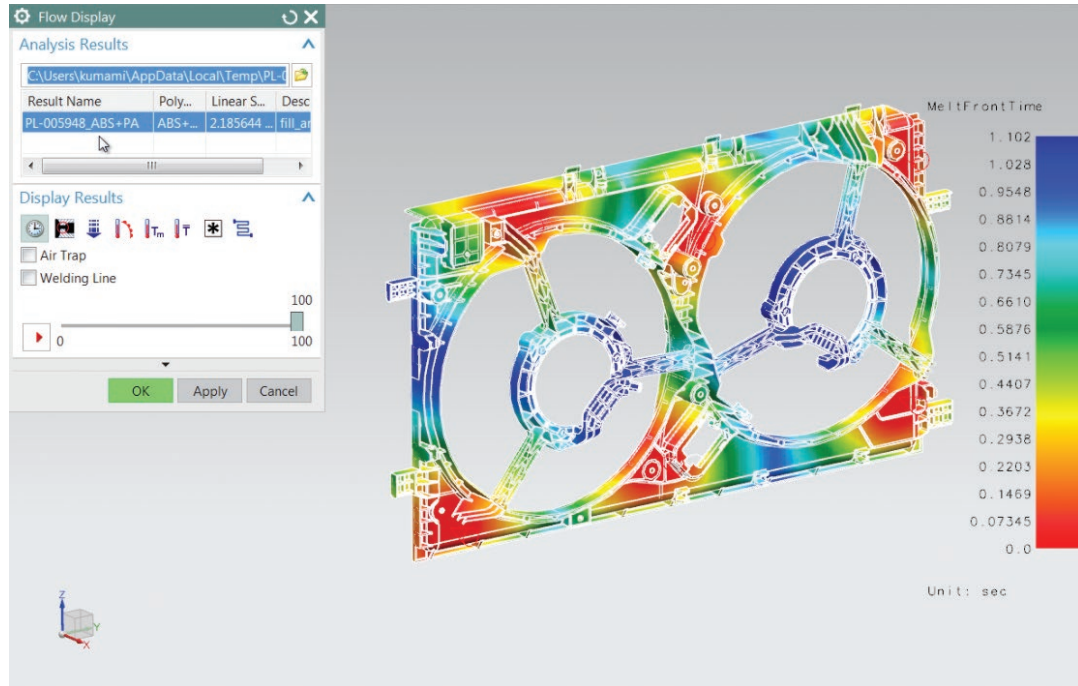 Flow Display
Analysis Results
C:\Users\kumami\AppData\Local\Temp\PL-0
Result Name Poly... Linear S... Desc
PL-005948_ABS+PA ABS+... 2.185644 ... fill_an
Display Results
Tm T
Air Trap
Welding Line
100
0 100
OK Apply Cancel
MeltFrontTime
1.102
1.028
0.9548
0.8814
0.8079
0.7345
0.6610
0.5876
0.5141
0.4407
0.3672
0.2938
0.2203
0.1469
0.07345
0.0
Unit: sec
Z
Y
X